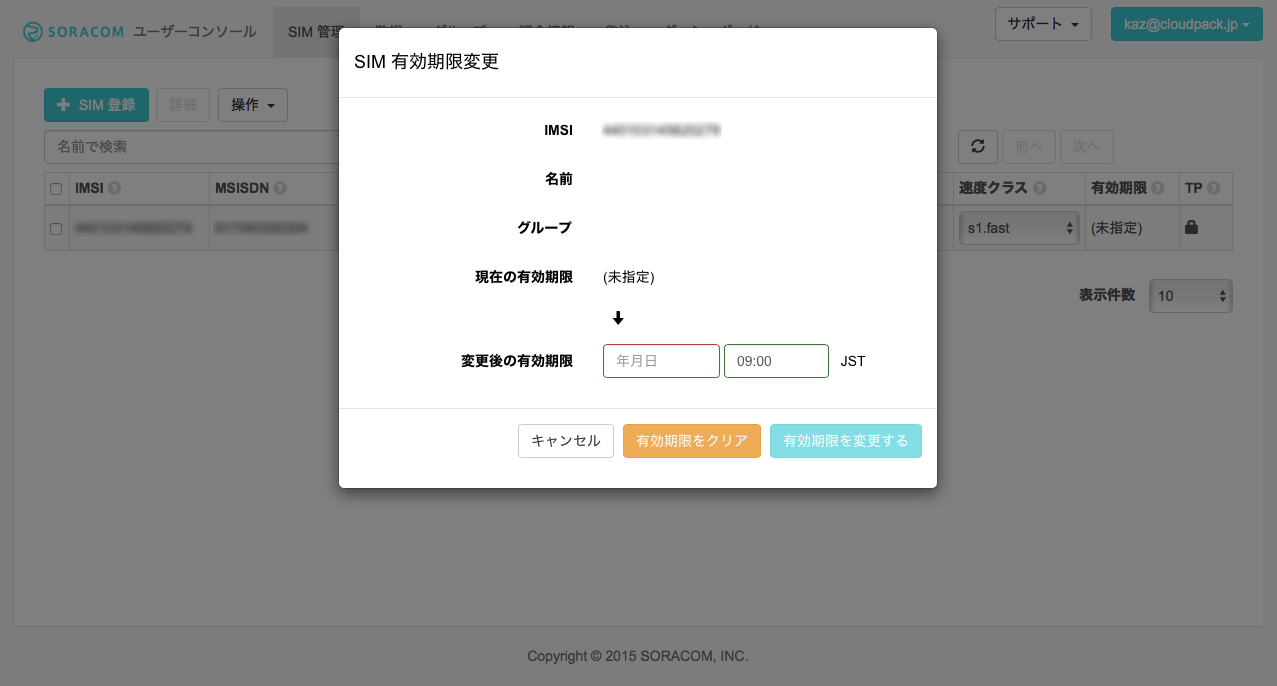 SORACOM ユーザーコンソール SIM 管理 サポート kaz@cloudpack.jp
SIM 有効期限変更
SIM 登録 詳細 操作
IMSI
名前で検索 前へ 次へ
名前
IMSI MSISDN 速度クラス 有効期限 TP
グループ s1.fast (未指定)
現在の有効期限 (未指定)
表示件数 10
変更後の有効期限 年月日 09:00 JST
キャンセル 有効期限をクリア 有効期限を変更する
Copyright © 2015 SORACOM, INC.